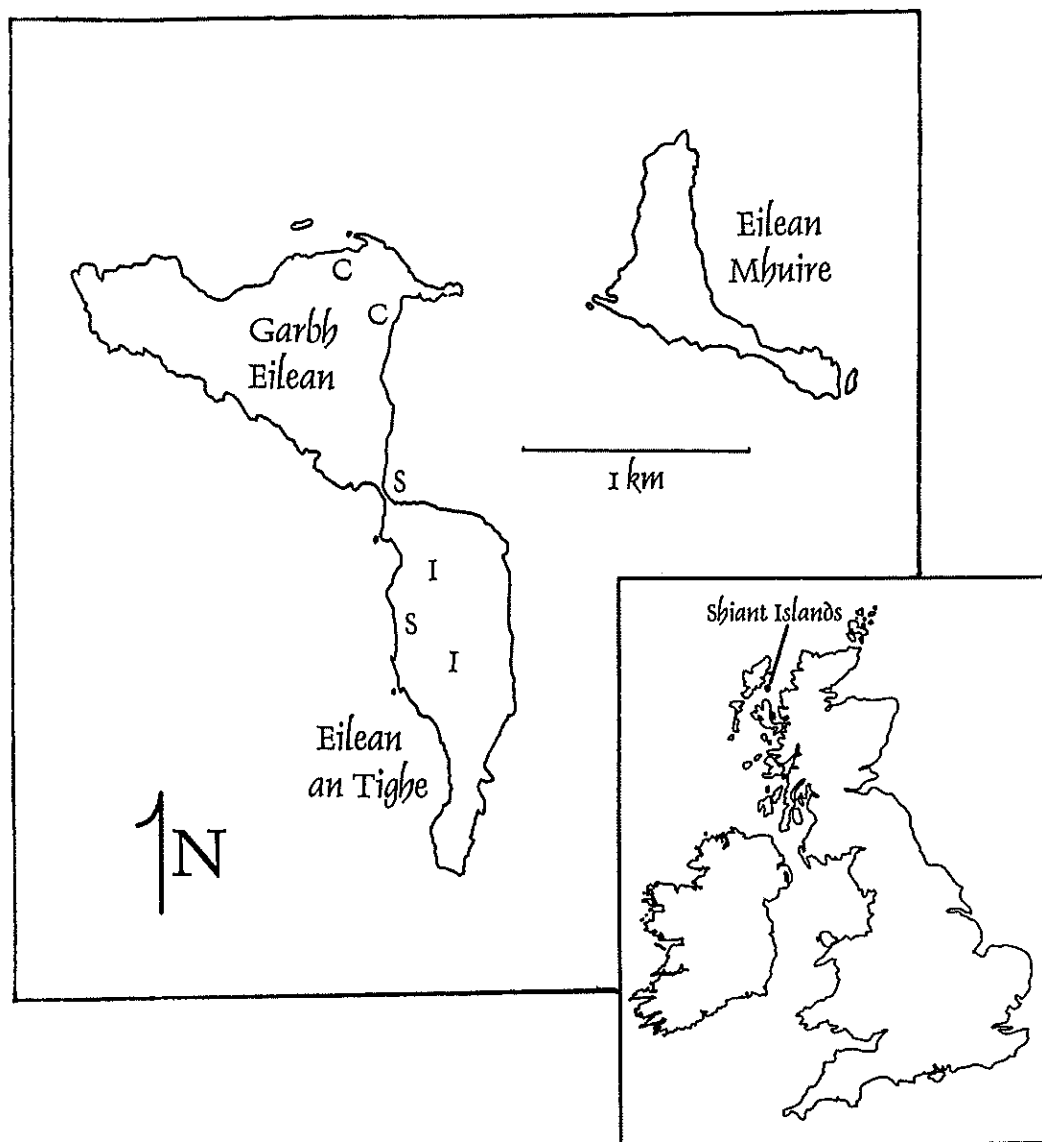 Eilean
Mhuire
C
C
Garbh
Eilean
1 km
S
I
S
I
Eilean
an Tighe
N
Shiant Islands